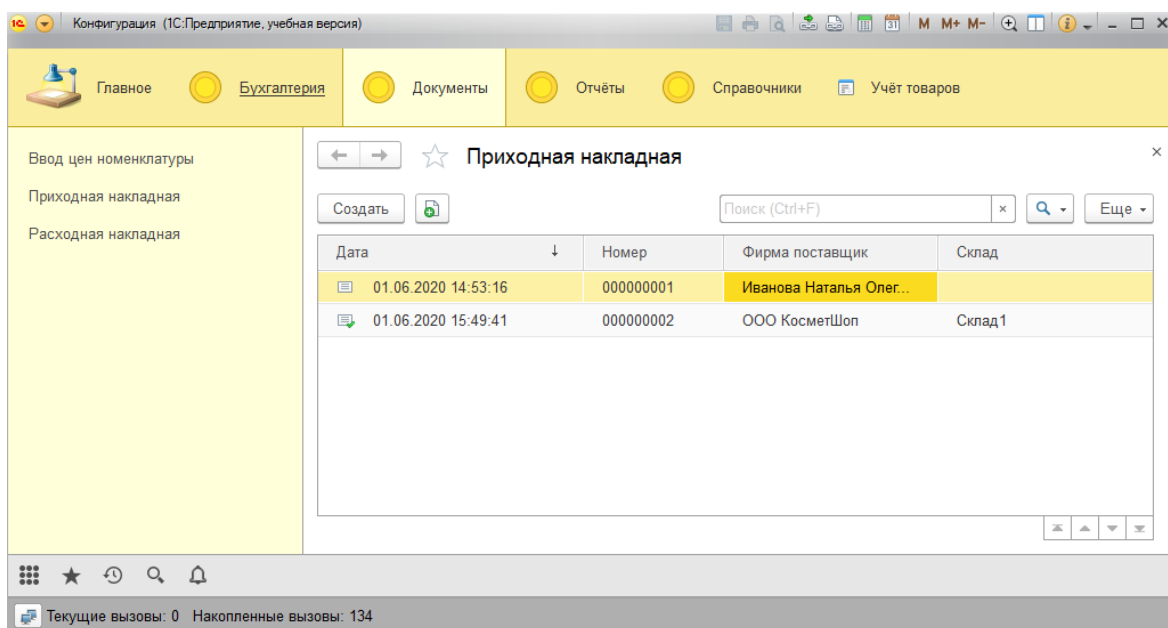 1С Конфигурация (1С:Предприятие, учебная версия) 31 M M+ M- i
Главное Бухгалтерия Документы Отчёты Справочники Учёт товаров
Ввод цен номенклатуры
Приходная накладная
Расходная накладная
Приходная накладная
Создать Поиск (Ctrl+F) Еще
Дата Номер Фирма поставщик Склад
01.06.2020 14:53:16 000000001 Иванова Наталья Олег...
01.06.2020 15:49:41 000000002 ООО КосметШоп Склад1
Текущие вызовы: 0 Накопленные вызовы: 134